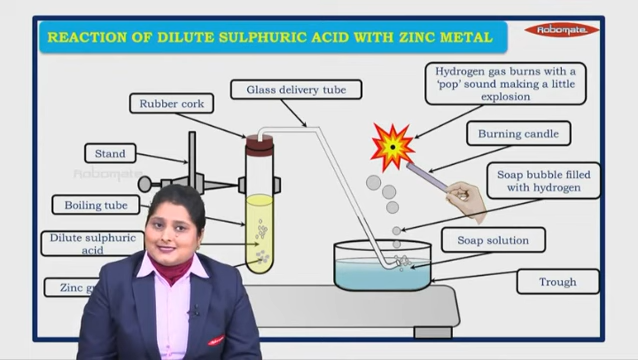 REACTION OF DILUTE SULPHURIC ACID WITH ZINC METAL
Robomate
Hydrogen gas burns with a
'pop' sound making a little
explosion
Glass delivery tube
Rubber cork
Burning candle
Stand
Robomate
Soap bubble filled
with hydrogen
Boiling tube
Dilute sulphuric
acid
Soap solution
Zinc
Trough